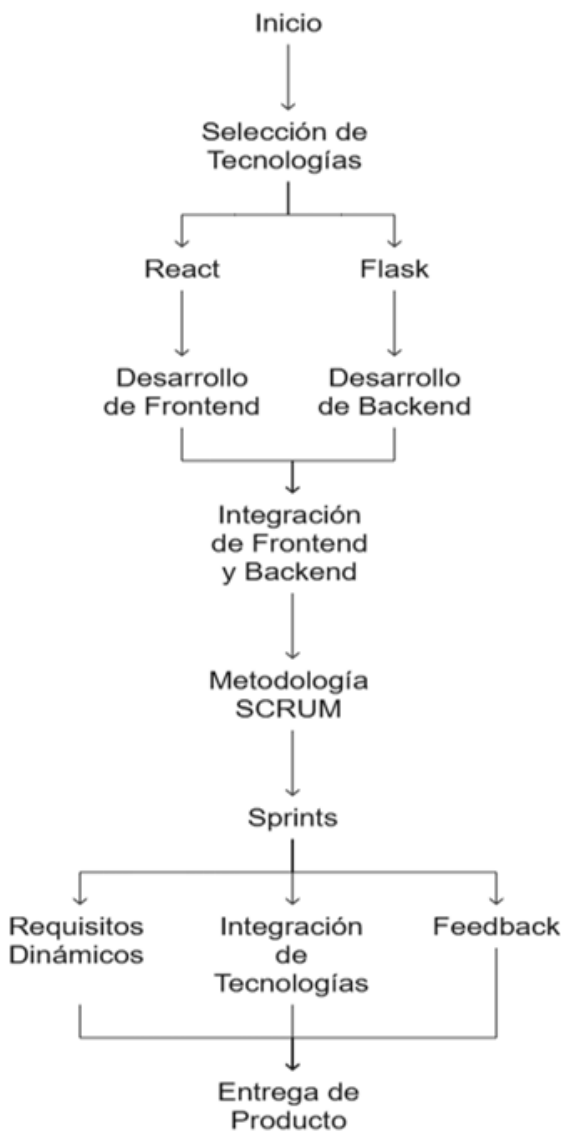 Inicio
Selección de
Tecnologías
React
Flask
Desarrollo
de Frontend
Desarrollo
de Backend
Integración
de Frontend
y Backend
Metodología
SCRUM
Sprints
Requisitos
Dinámicos
Integración
de
Tecnologías
Feedback
Entrega de
Producto